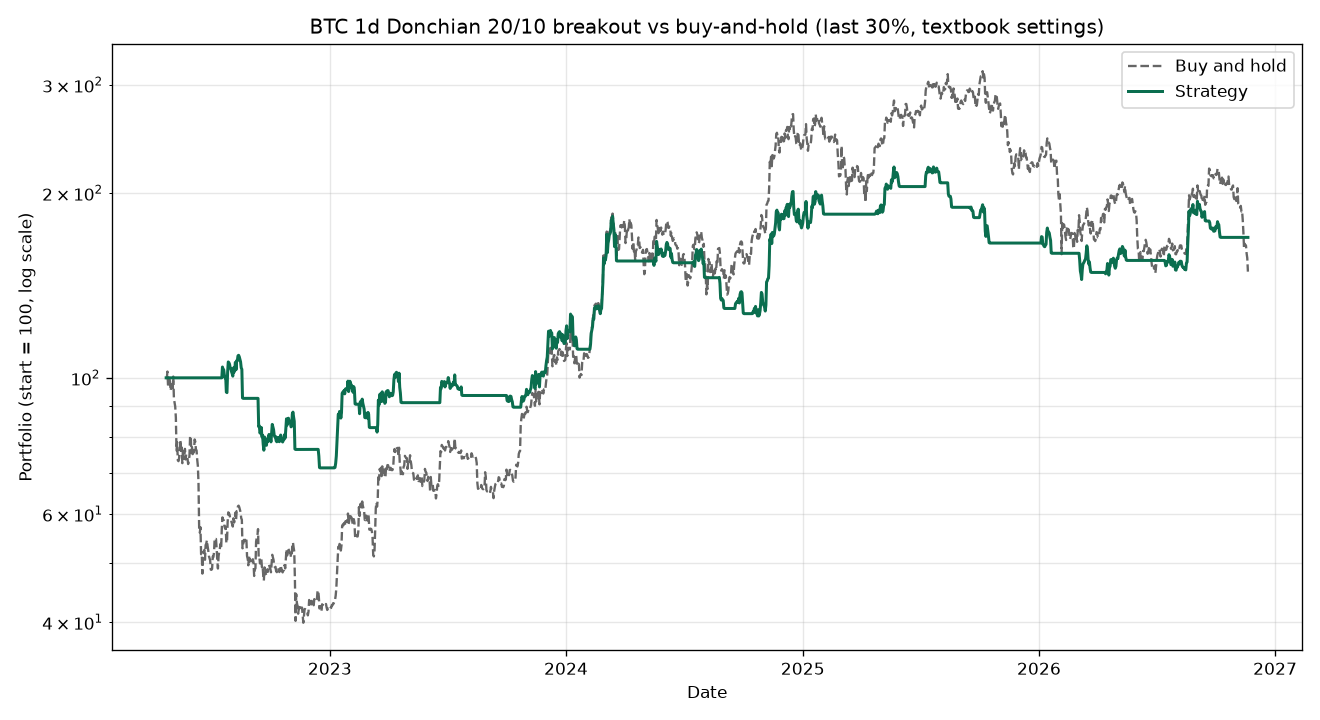 BTC 1d Donchian 20/10 breakout vs buy-and-hold (last 30%, textbook settings)
Buy and hold
Strategy
3 × 10²
2 × 10²
10²
6 × 10¹
4 × 10¹
Portfolio (start = 100, log scale)
2023
2024
2025
2026
2027
Date